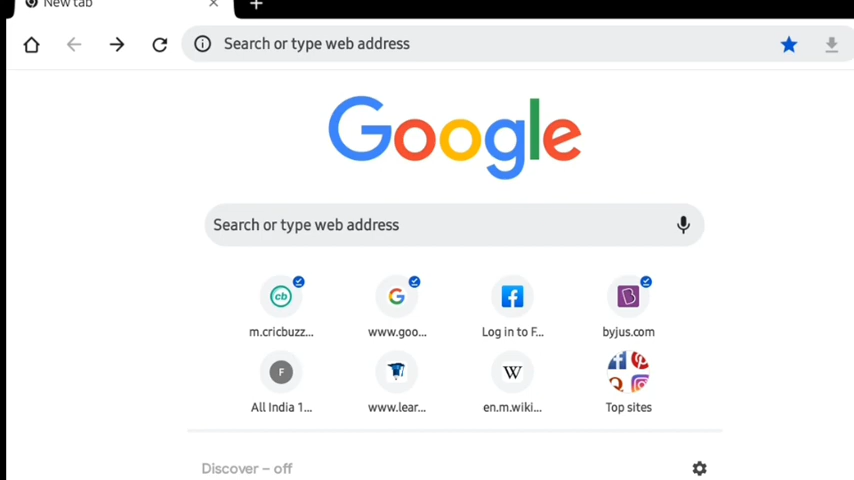 New tab
Search or type web address
Google
Search or type web address
cb
G
f
B
m.cricbuzz...
www.goo...
Log in to F...
byjus.com
F
W
All India 1...
www.lear...
en.m.wiki...
Top sites
Discover – off